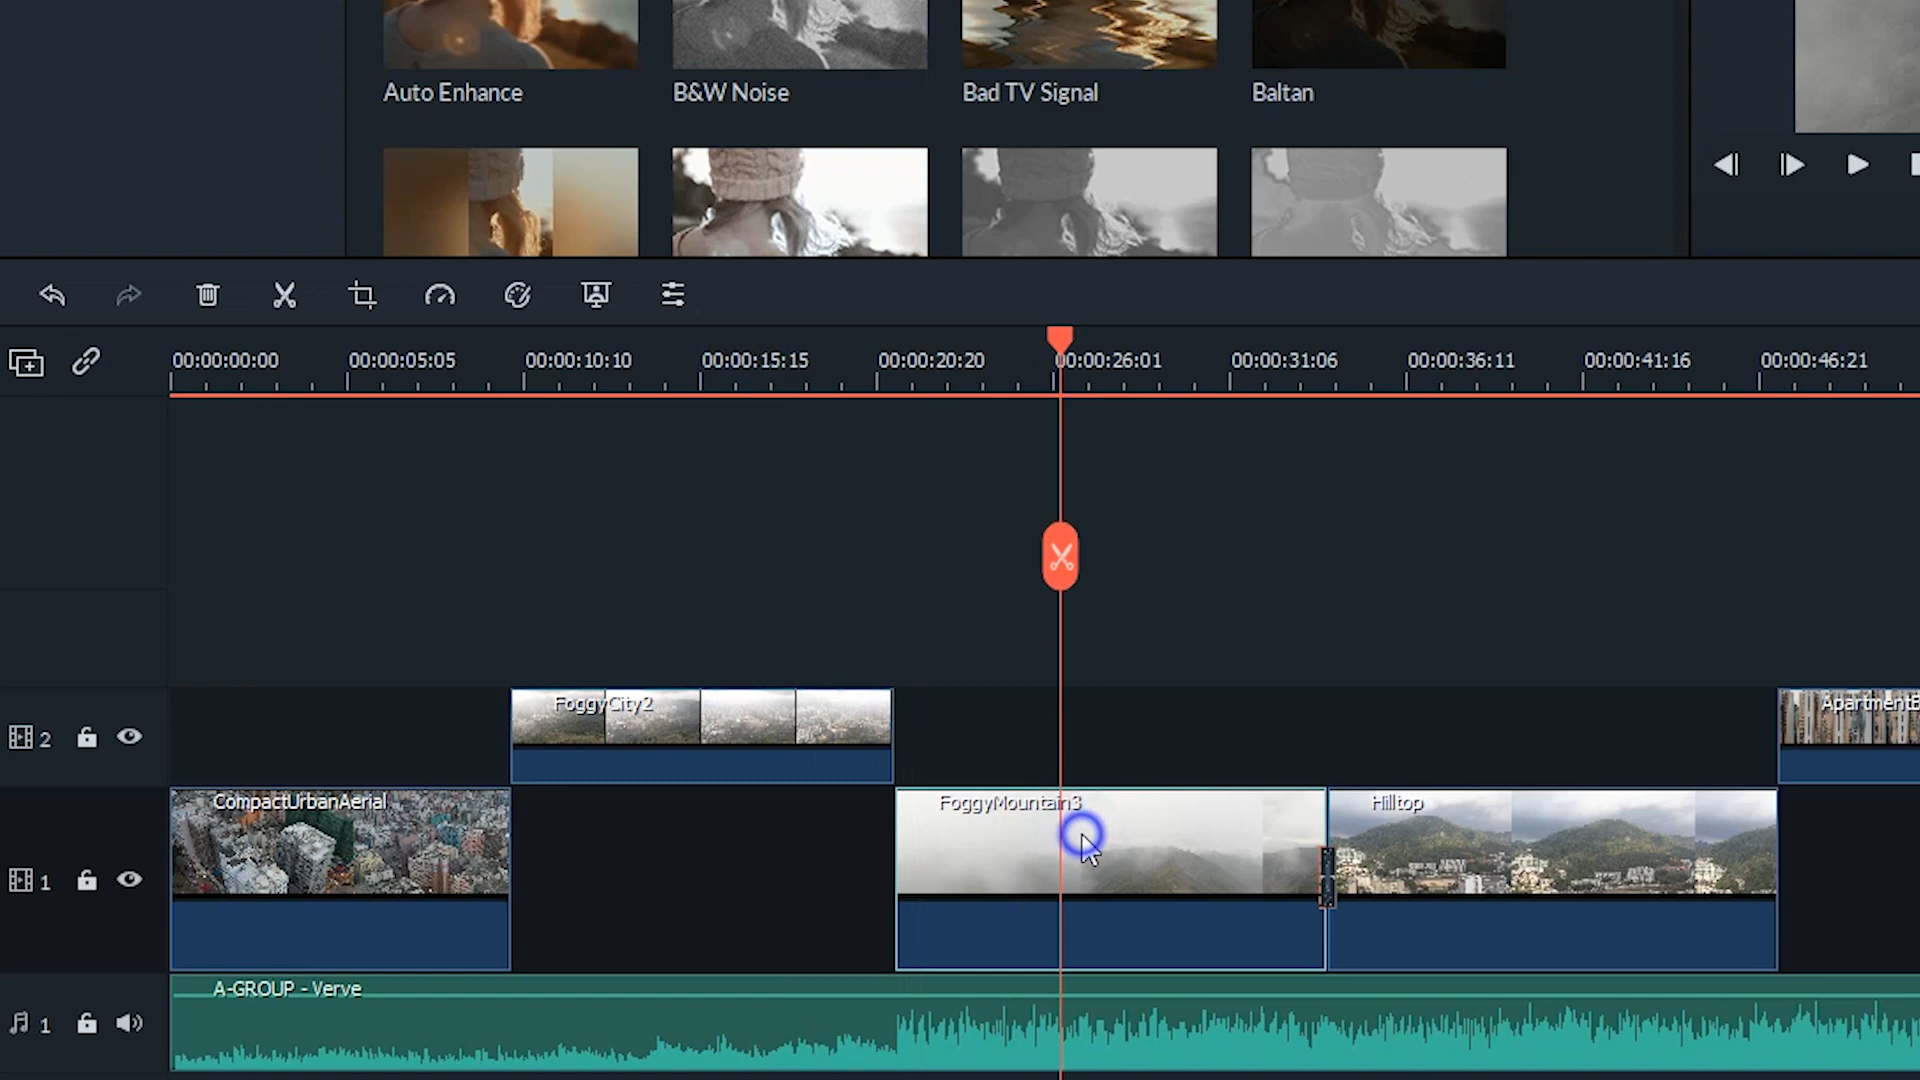 Auto Enhance
B&W Noise
Bad TV Signal
Baltan
00:00:00:00
00:00:05:05
00:00:10:10
00:00:15:15
00:00:20:20
00:00:26:01
00:00:31:06
00:00:36:11
00:00:41:16
00:00:46:21
2
FoggyCity2
ApartmentB
1
CompactUrbanAerial
FoggyMountain3
Hilltop
1
A-GROUP - Verve